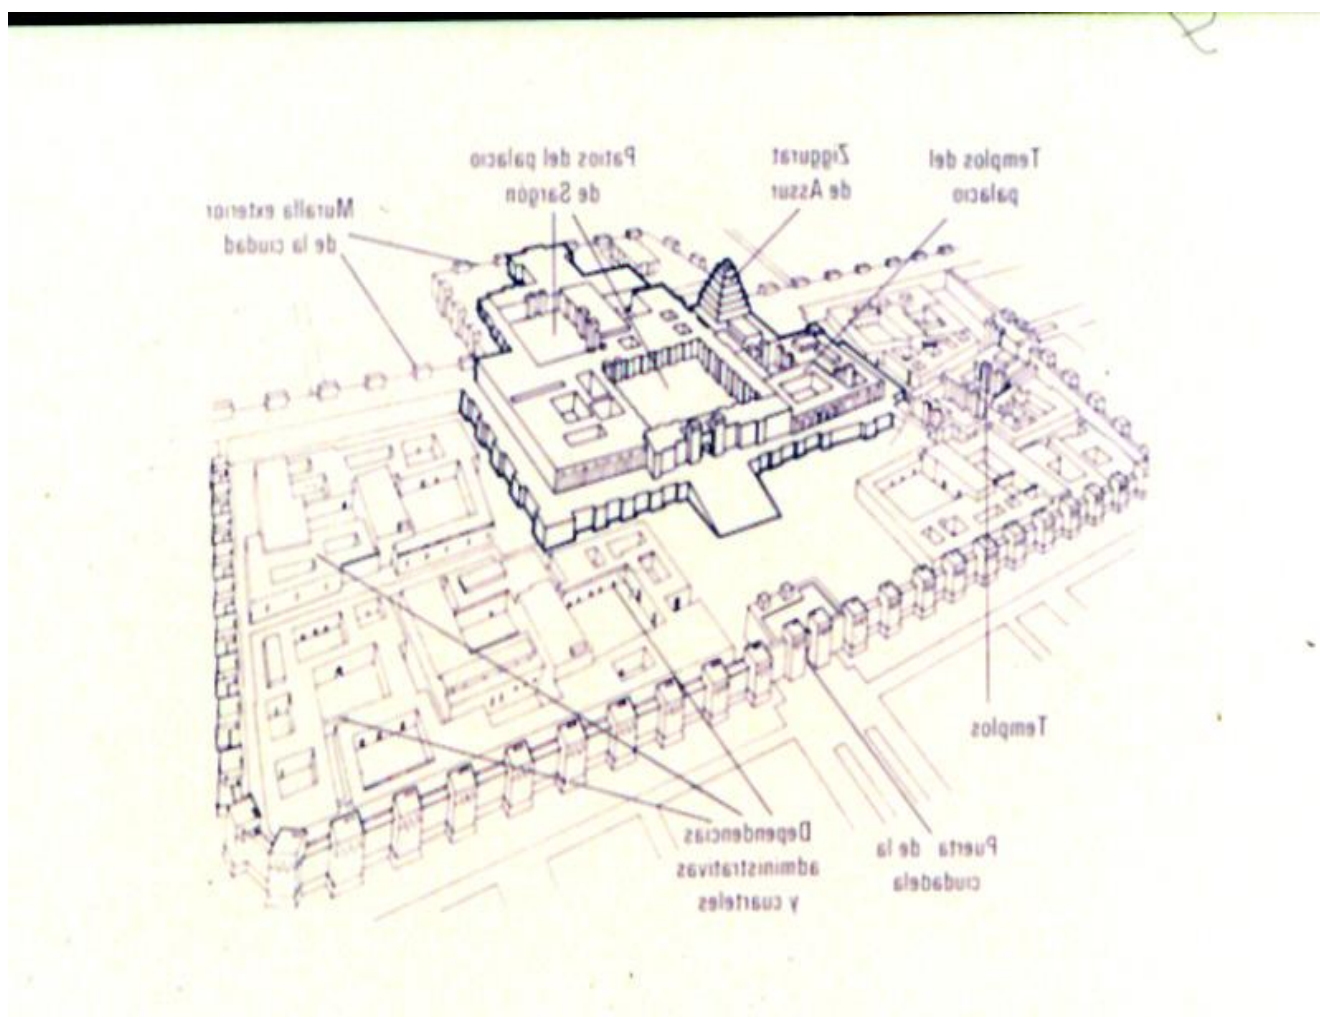 Templos del
palacio
Ziggurat
de Assur
Patios del palacio
de Sargón
Muralla exterior
de la ciudad
Templos
Puerta de la
ciudadela
Dependencias
administrativas
y cuarteles